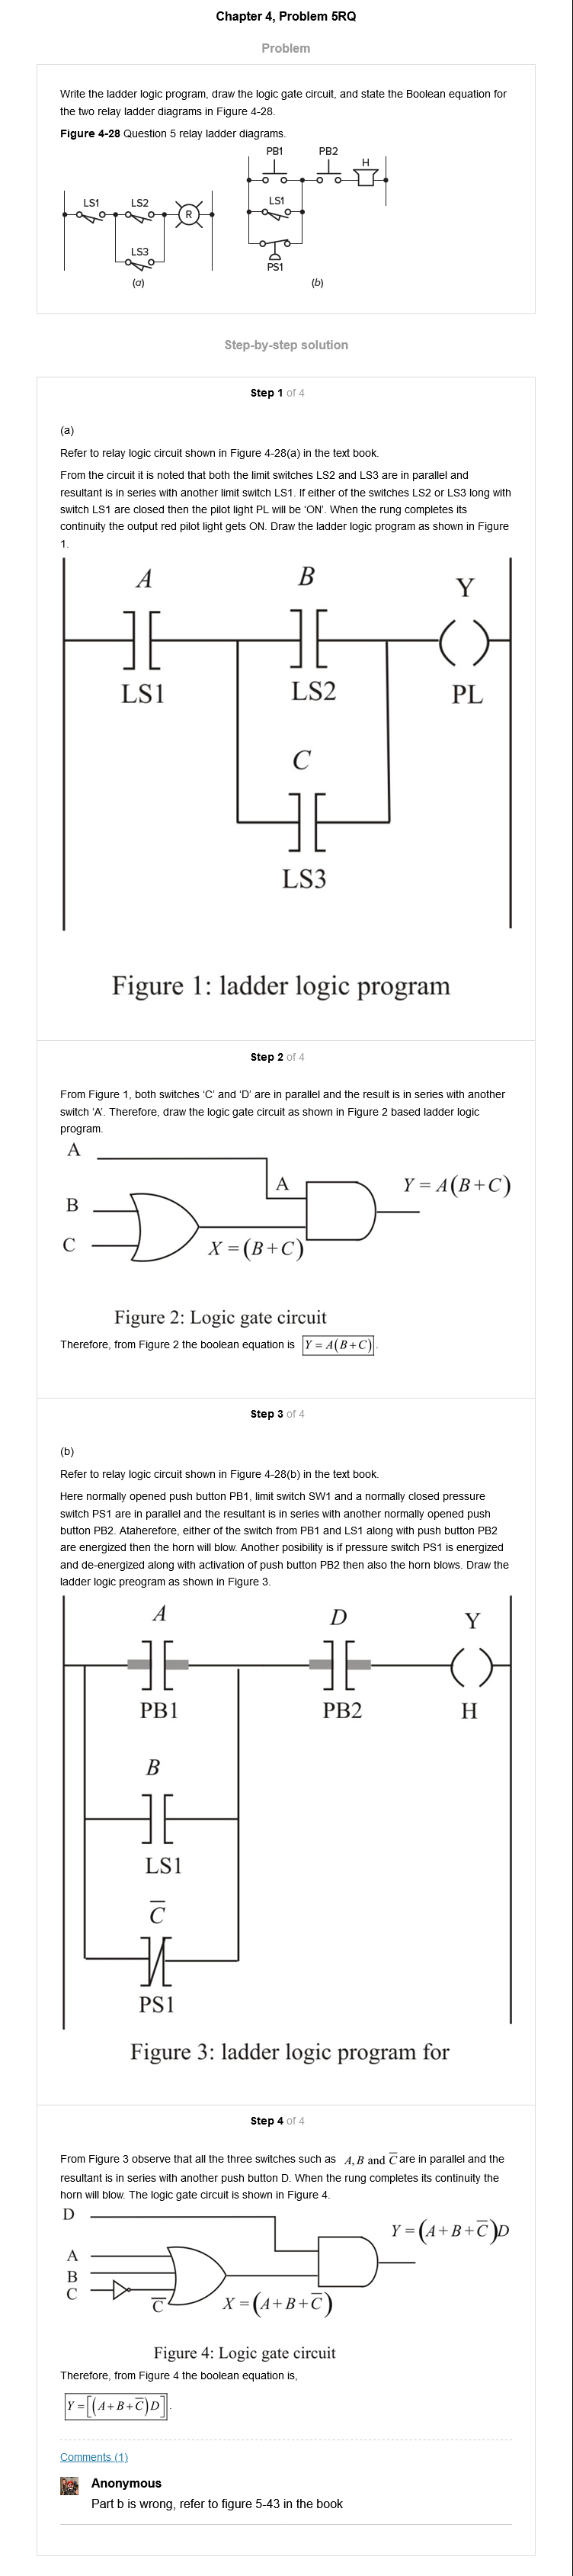 Chapter 4, Problem 5RQ
Problem
Write the ladder logic program, draw the logic gate circuit, and state the Boolean equation for
the two relay ladder diagrams in Figure 4-28.
Figure 4-28 Question 5 relay ladder diagrams.
PB1 PB2
H
LS1 LS2
R
LS1
LS3
PS1
(a)
(b)
Step-by-step solution
Step 1 of 4
(a)
Refer to relay logic circuit shown in Figure 4-28(a) in the text book.
From the circuit it is noted that both the limit switches LS2 and LS3 are in parallel and
resultant is in series with another limit switch LS1. If either of the switches LS2 or LS3 long with
switch LS1 are closed then the pilot light PL will be ‘ON’. When the rung completes its
continuity the output red pilot light gets ON. Draw the ladder logic program as shown in Figure
1.
A B Y
LS1 LS2 PL
C
LS3
Figure 1: ladder logic program
Step 2 of 4
From Figure 1, both switches ‘C’ and ‘D’ are in parallel and the result is in series with another
switch ‘A’. Therefore, draw the logic gate circuit as shown in Figure 2 based ladder logic
program.
A
A
Y = A(B+C)
B
C
X = (B+C)
Figure 2: Logic gate circuit
Therefore, from Figure 2 the boolean equation is Y = A(B+C).
Step 3 of 4
(b)
Refer to relay logic circuit shown in Figure 4-28(b) in the text book.
Here normally opened push button PB1, limit switch SW1 and a normally closed pressure
switch PS1 are in parallel and the resultant is in series with another normally opened push
button PB2. Ataherefore, either of the switch from PB1 and LS1 along with push button PB2
are energized then the horn will blow. Another posibility is if pressure switch PS1 is energized
and de-energized along with activation of push button PB2 then also the horn blows. Draw the
ladder logic preogram as shown in Figure 3.
A D Y
PB1 PB2 H
B
LS1
C̅
PS1
Figure 3: ladder logic program for
Step 4 of 4
From Figure 3 observe that all the three switches such as A, B and C̅ are in parallel and the
resultant is in series with another push button D. When the rung completes its continuity the
horn will blow. The logic gate circuit is shown in Figure 4.
D
Y = (A+B+C̅)D
A
B
C
C̅
X = (A+B+C̅)
Figure 4: Logic gate circuit
Therefore, from Figure 4 the boolean equation is,
Y = [(A+B+C̅)D].
Comments (1)
Anonymous
Part b is wrong, refer to figure 5-43 in the book